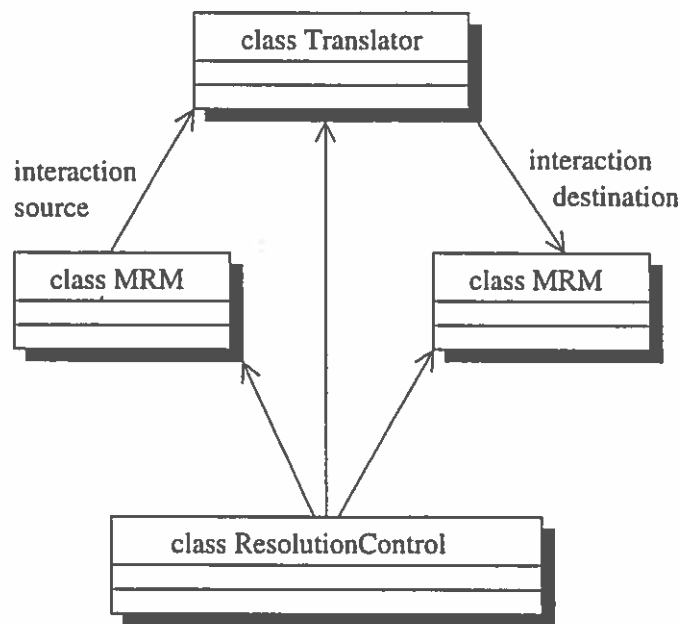 class Translator
interaction
source
interaction
destination
class MRM
class MRM
class ResolutionControl